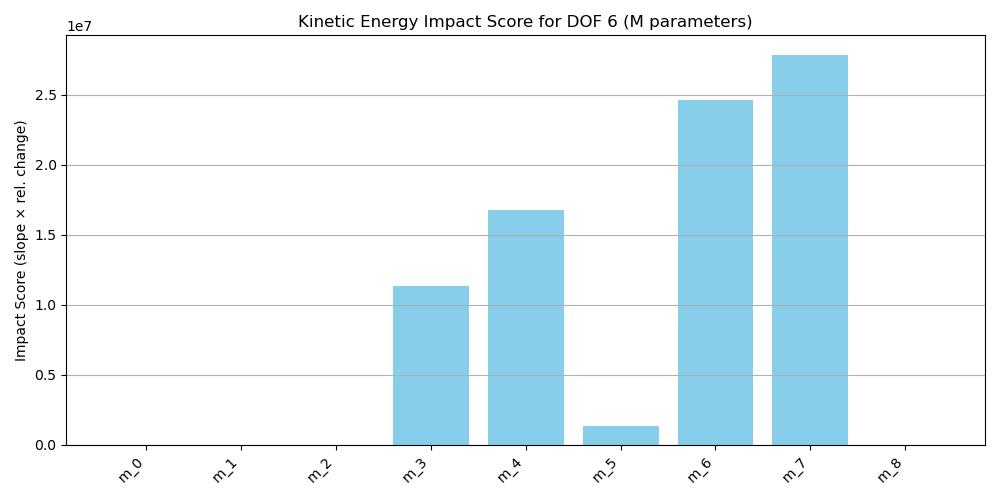 Kinetic Energy Impact Score for DOF 6 (M parameters)
1e7
Impact Score (slope × rel. change)
2.5
2.0
1.5
1.0
0.5
0.0
m_0 m_1 m_2 m_3 m_4 m_5 m_6 m_7 m_8